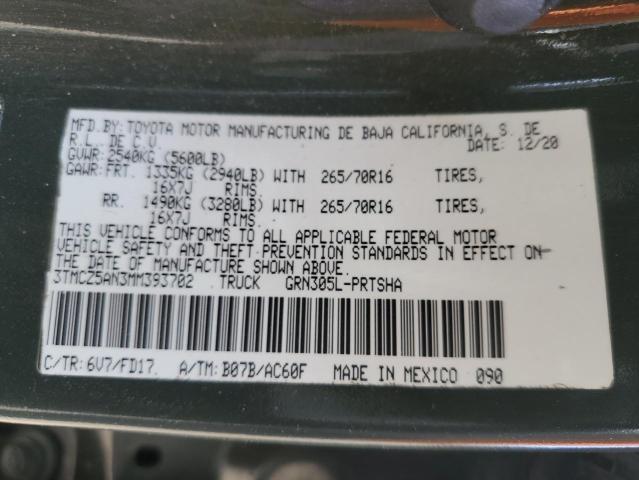 MFD.BY: TOYOTA MOTOR MANUFACTURING DE BAJA CALIFORNIA, S. DE
R.L. DE C.V. DATE: 12/20
GVWR: 2540KG (5600LB)
GAWR: FRT. 1335KG (2940LB) WITH 265/70R16 TIRES,
16X7J RIMS.
RR. 1490KG (3280LB) WITH 265/70R16 TIRES,
16X7J RIMS.
THIS VEHICLE CONFORMS TO ALL APPLICABLE FEDERAL MOTOR
VEHICLE SAFETY AND THEFT PREVENTION STANDARDS IN EFFECT ON
THE DATE OF MANUFACTURE SHOWN ABOVE.
3TMCZ5AN3MM393702 TRUCK GRN305L-PRTSHA
C/TR: 6V7/FD17. A/TM: B07B/AC60F MADE IN MEXICO 090